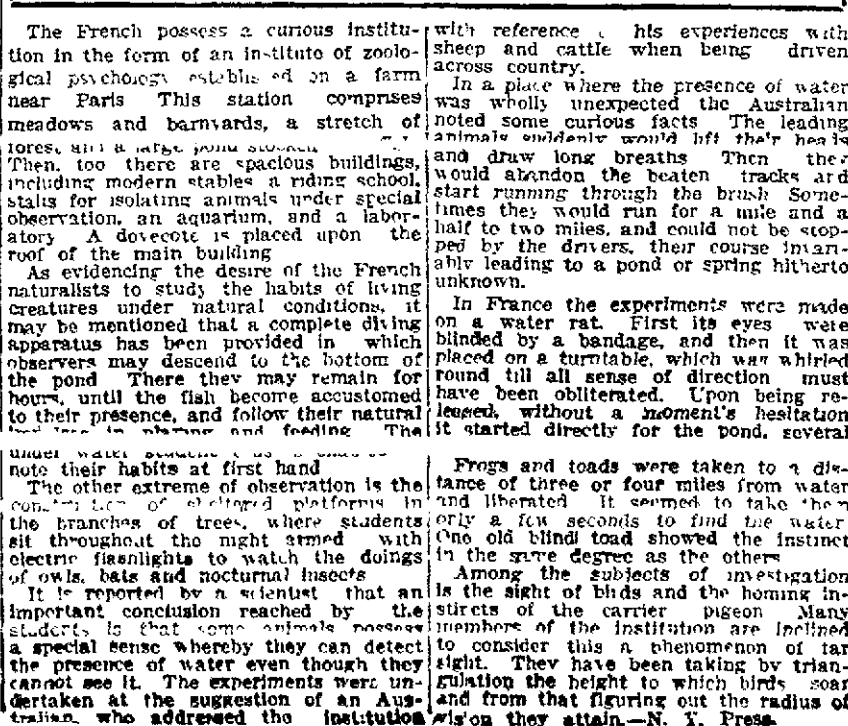 The French possess a curious institu-
tion in the form of an institute of zoolo-
gical psychology established on a farm
near Paris This station comprises
meadows and barnyards, a stretch of
forest and a large pond
Then, too there are spacious buildings,
including modern stables a riding school,
stalls for isolating animals under special
observation, an aquarium, and a labor-
atory A dovecote is placed upon the
roof of the main building
As evidencing the desire of the French
naturalists to study the habits of living
creatures under natural conditions, it
may be mentioned that a complete diving
apparatus has been provided in which
observers may descend to the bottom of
the pond There they may remain for
hours, until the fish become accustomed
to their presence, and follow their natural
in playing and feeding The
under water
note their habits at first hand
The other extreme of observation is the
of sheltered platforms in
the branches of trees, where students
sit throughout the night armed with
electric flashlights to watch the doings
of owls, bats and nocturnal insects
It is reported by a scientist that an
important conclusion reached by the
students is that some animals possess
a special sense whereby they can detect
the presence of water even though they
cannot see it. The experiments were un-
dertaken at the suggestion of an Aus-
tralian, who addressed the institution
with reference his experiences with
sheep and cattle when being driven
across country.
In a place where the presence of water
was wholly unexpected the Australian
noted some curious facts The leading
animals suddenly would lift their heads
and draw long breaths Then they
would abandon the beaten tracks and
start running through the brush Some-
times they would run for a mile and a
half to two miles, and could not be stop-
ped by the drivers, their course invari-
ably leading to a pond or spring hitherto
unknown.
In France the experiments were made
on a water rat. First its eyes were
blinded by a bandage, and then it was
placed on a turntable, which was whirled
round till all sense of direction must
have been obliterated. Upon being re-
leased, without a moment's hesitation
it started directly for the pond, several
Frogs and toads were taken to a dis-
tance of three or four miles from water
and liberated It seemed to take them
only a few seconds to find the water
One old blindl toad showed the instinct
in the same degree as the others
Among the subjects of investigation
is the sight of birds and the homing in-
stincts of the carrier pigeon Many
members of the institution are inclined
to consider this a phenomenon of far
sight. They have been taking by trian-
gulation the height to which birds soar
and from that figuring out the radius of
vision they attain.—N. Y. Press.